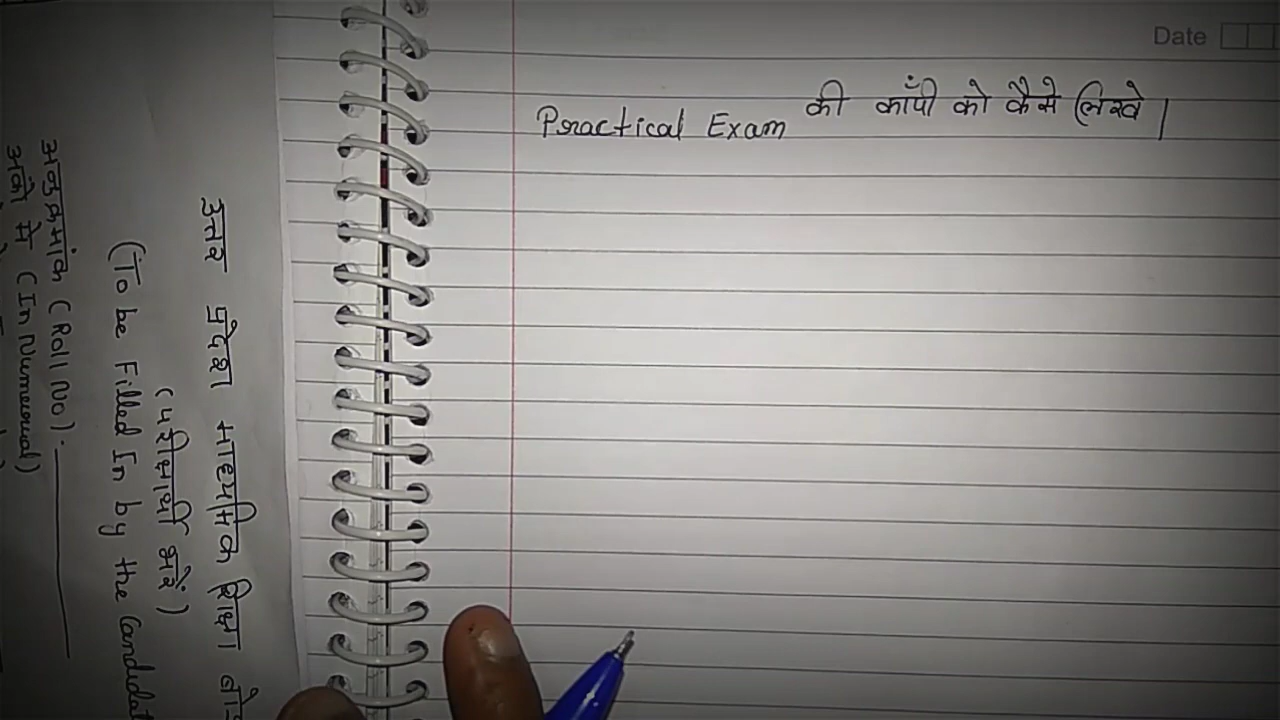 Date
Practical Exam की कॉपी को कैसे लिखे।
उत्तर प्रदेश माध्यमिक शिक्षा
(परीक्षार्थी भरें)
(To be Filled In by the Candidat
अनुक्रमांक (Roll No).
अंको में (In Numerual)